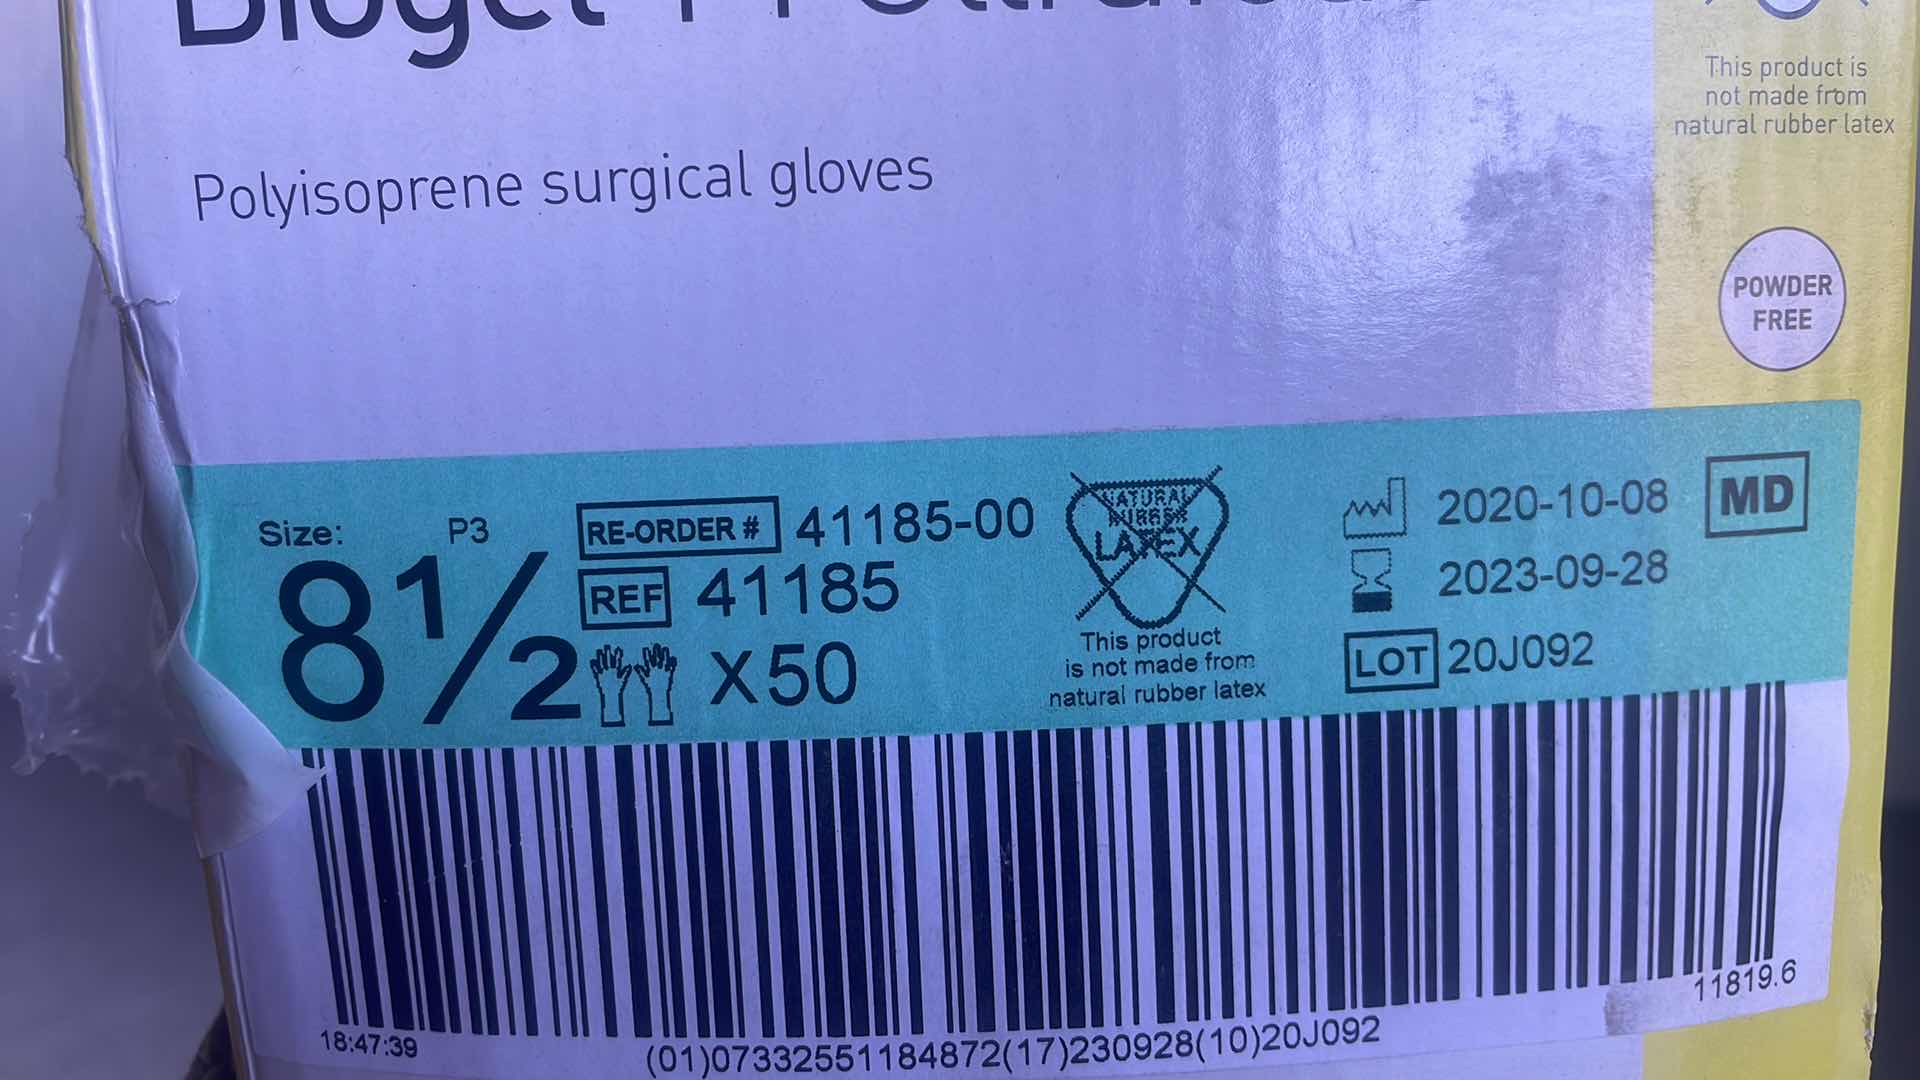 Biogel
This product is
not made from
natural rubber latex
Polyisoprene surgical gloves
POWDER
FREE
Size: P3
8½
RE-ORDER # 41185-00
REF 41185
X50
NATURAL
RUBBER
LATEX
This product
is not made from
natural rubber latex
2020-10-08
MD
2023-09-28
LOT 20J092
11819.6
18:47:39
(01)07332551184872(17)230928(10)20J092